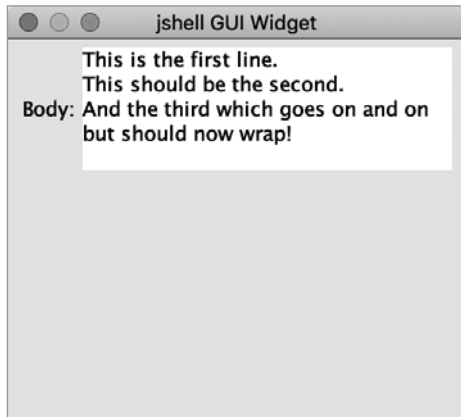 jshell GUI Widget
This is the first line.
This should be the second.
Body: And the third which goes on and on
but should now wrap!